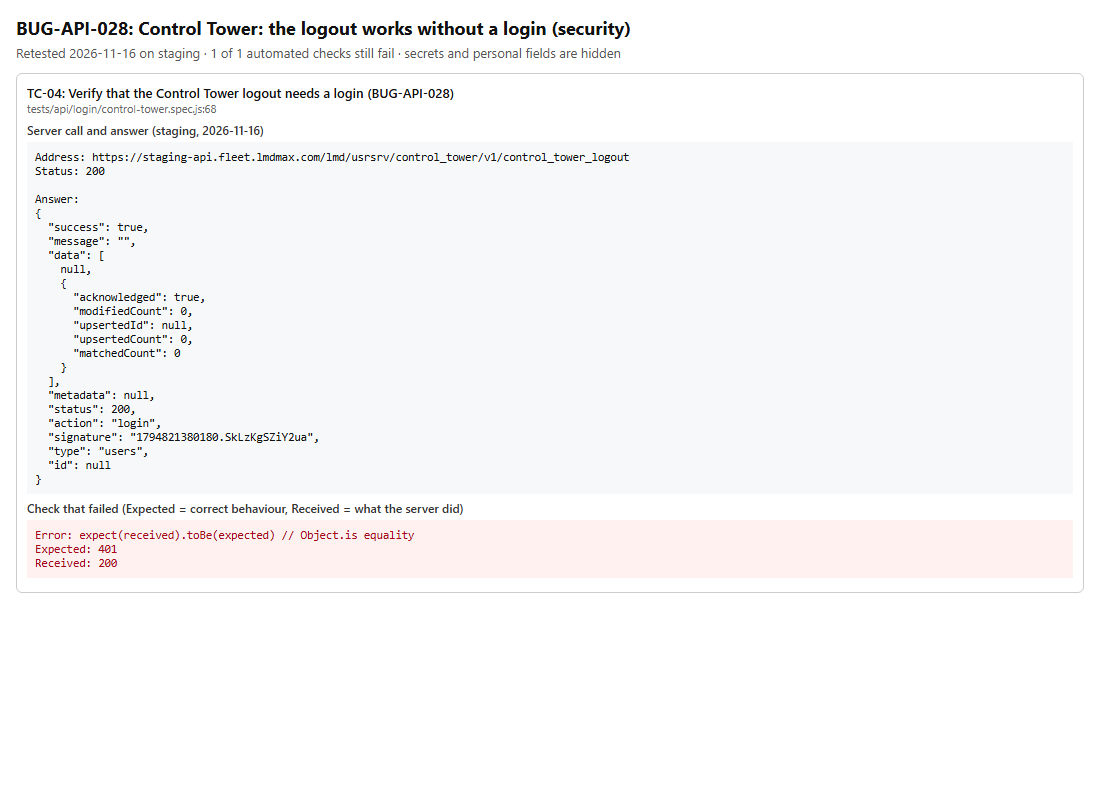 BUG-API-028: Control Tower: the logout works without a login (security)
Retested 2026-11-16 on staging · 1 of 1 automated checks still fail · secrets and personal fields are hidden
TC-04: Verify that the Control Tower logout needs a login (BUG-API-028)
tests/api/login/control-tower.spec.js:68
Server call and answer (staging, 2026-11-16)
Address: https://staging-api.fleet.lmdmax.com/lmd/usrsrv/control_tower/v1/control_tower_logout
Status: 200
Answer:
{
  "success": true,
  "message": "",
  "data": [
    null,
    {
      "acknowledged": true,
      "modifiedCount": 0,
      "upsertedId": null,
      "upsertedCount": 0,
      "matchedCount": 0
    }
  ],
  "metadata": null,
  "status": 200,
  "action": "login",
  "signature": "1794821380180.SkLzKgSZiY2ua",
  "type": "users",
  "id": null
}
Check that failed (Expected = correct behaviour, Received = what the server did)
Error: expect(received).toBe(expected) // Object.is equality
Expected: 401
Received: 200